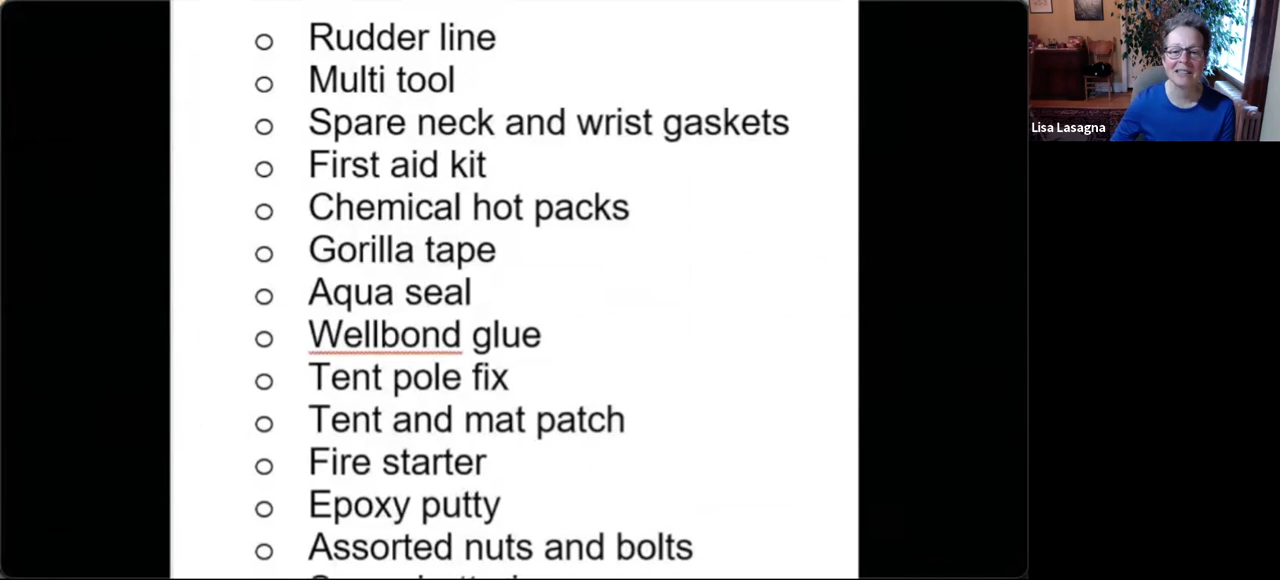 Rudder line
Multi tool
Spare neck and wrist gaskets
First aid kit
Chemical hot packs
Gorilla tape
Aqua seal
Wellbond glue
Tent pole fix
Tent and mat patch
Fire starter
Epoxy putty
Assorted nuts and bolts
Lisa Lasagna